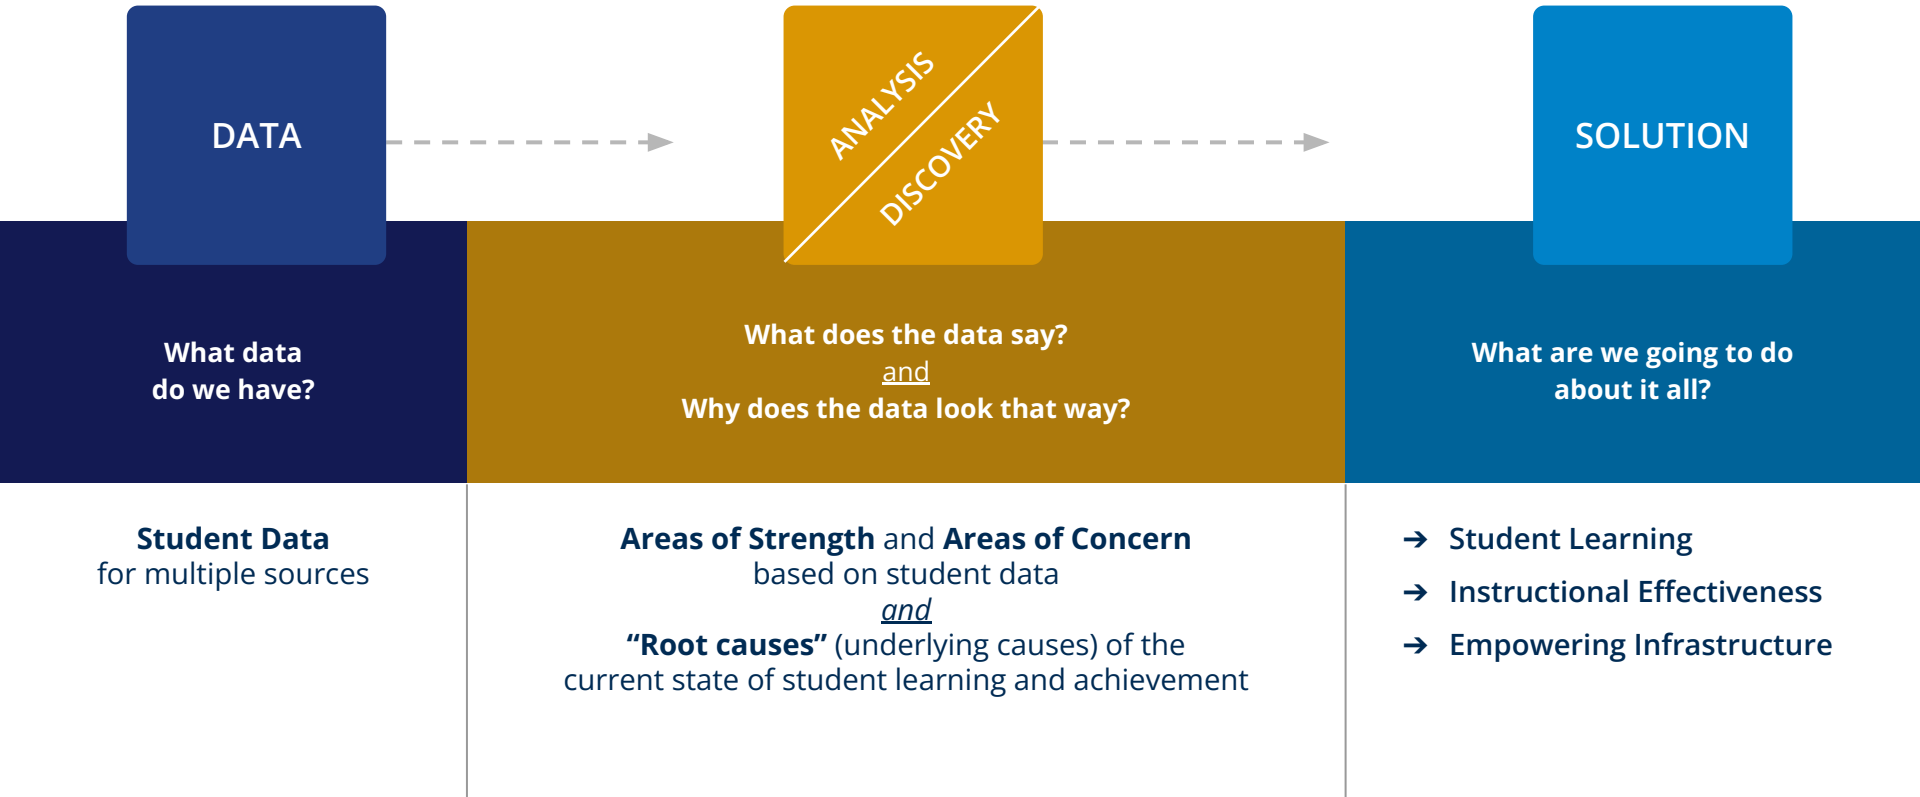 DATA
ANALYSIS
DISCOVERY
SOLUTION
What data
do we have?
What does the data say?
and
Why does the data look that way?
What are we going to do
about it all?
Student Data
for multiple sources
Areas of Strength and Areas of Concern
based on student data
and
“Root causes” (underlying causes) of the
current state of student learning and achievement
➔ Student Learning
➔ Instructional Effectiveness
➔ Empowering Infrastructure